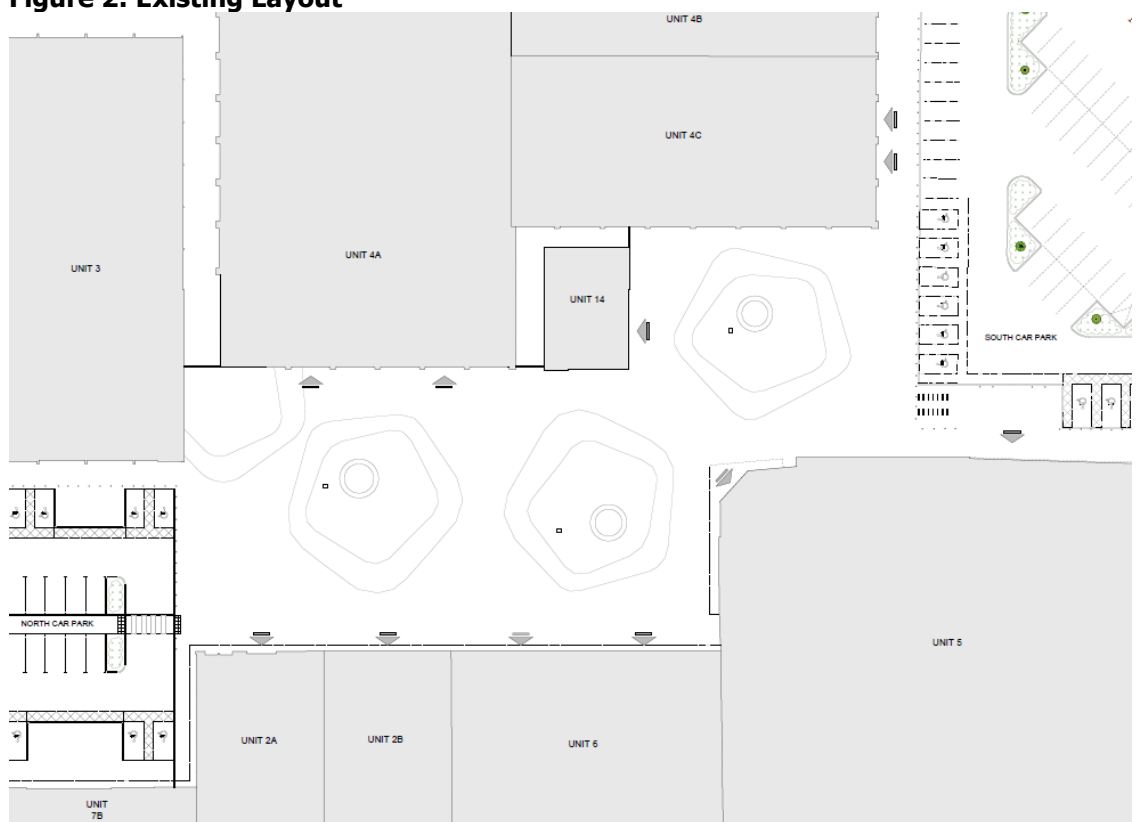 Figure 2: Existing Layout
UNIT 4B
UNIT 4C
UNIT 4A
UNIT 3
UNIT 14
SOUTH CAR PARK
NORTH CAR PARK
UNIT 5
UNIT 2A
UNIT 2B
UNIT 6
UNIT
7B